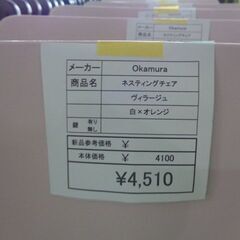 メーカー Okamura
商品名 ネスティングチェア
ヴィラージュ
白×オレンジ
鍵 有り 無し
新品参考価格 ¥
本体価格 ¥ 4100
¥4,510